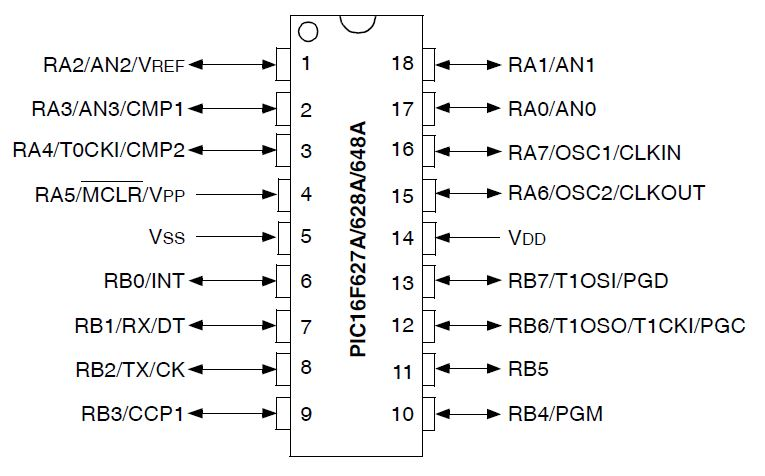 RA2/AN2/VREF 1 18 RA1/AN1
RA3/AN3/CMP1 2 17 RA0/AN0
RA4/T0CKI/CMP2 3 16 RA7/OSC1/CLKIN
RA5/MCLR/VPP 4 15 RA6/OSC2/CLKOUT
VSS 5 14 VDD
RB0/INT 6 13 RB7/T1OSI/PGD
RB1/RX/DT 7 12 RB6/T1OSO/T1CKI/PGC
RB2/TX/CK 8 11 RB5
RB3/CCP1 9 10 RB4/PGM
PIC16F627A/628A/648A